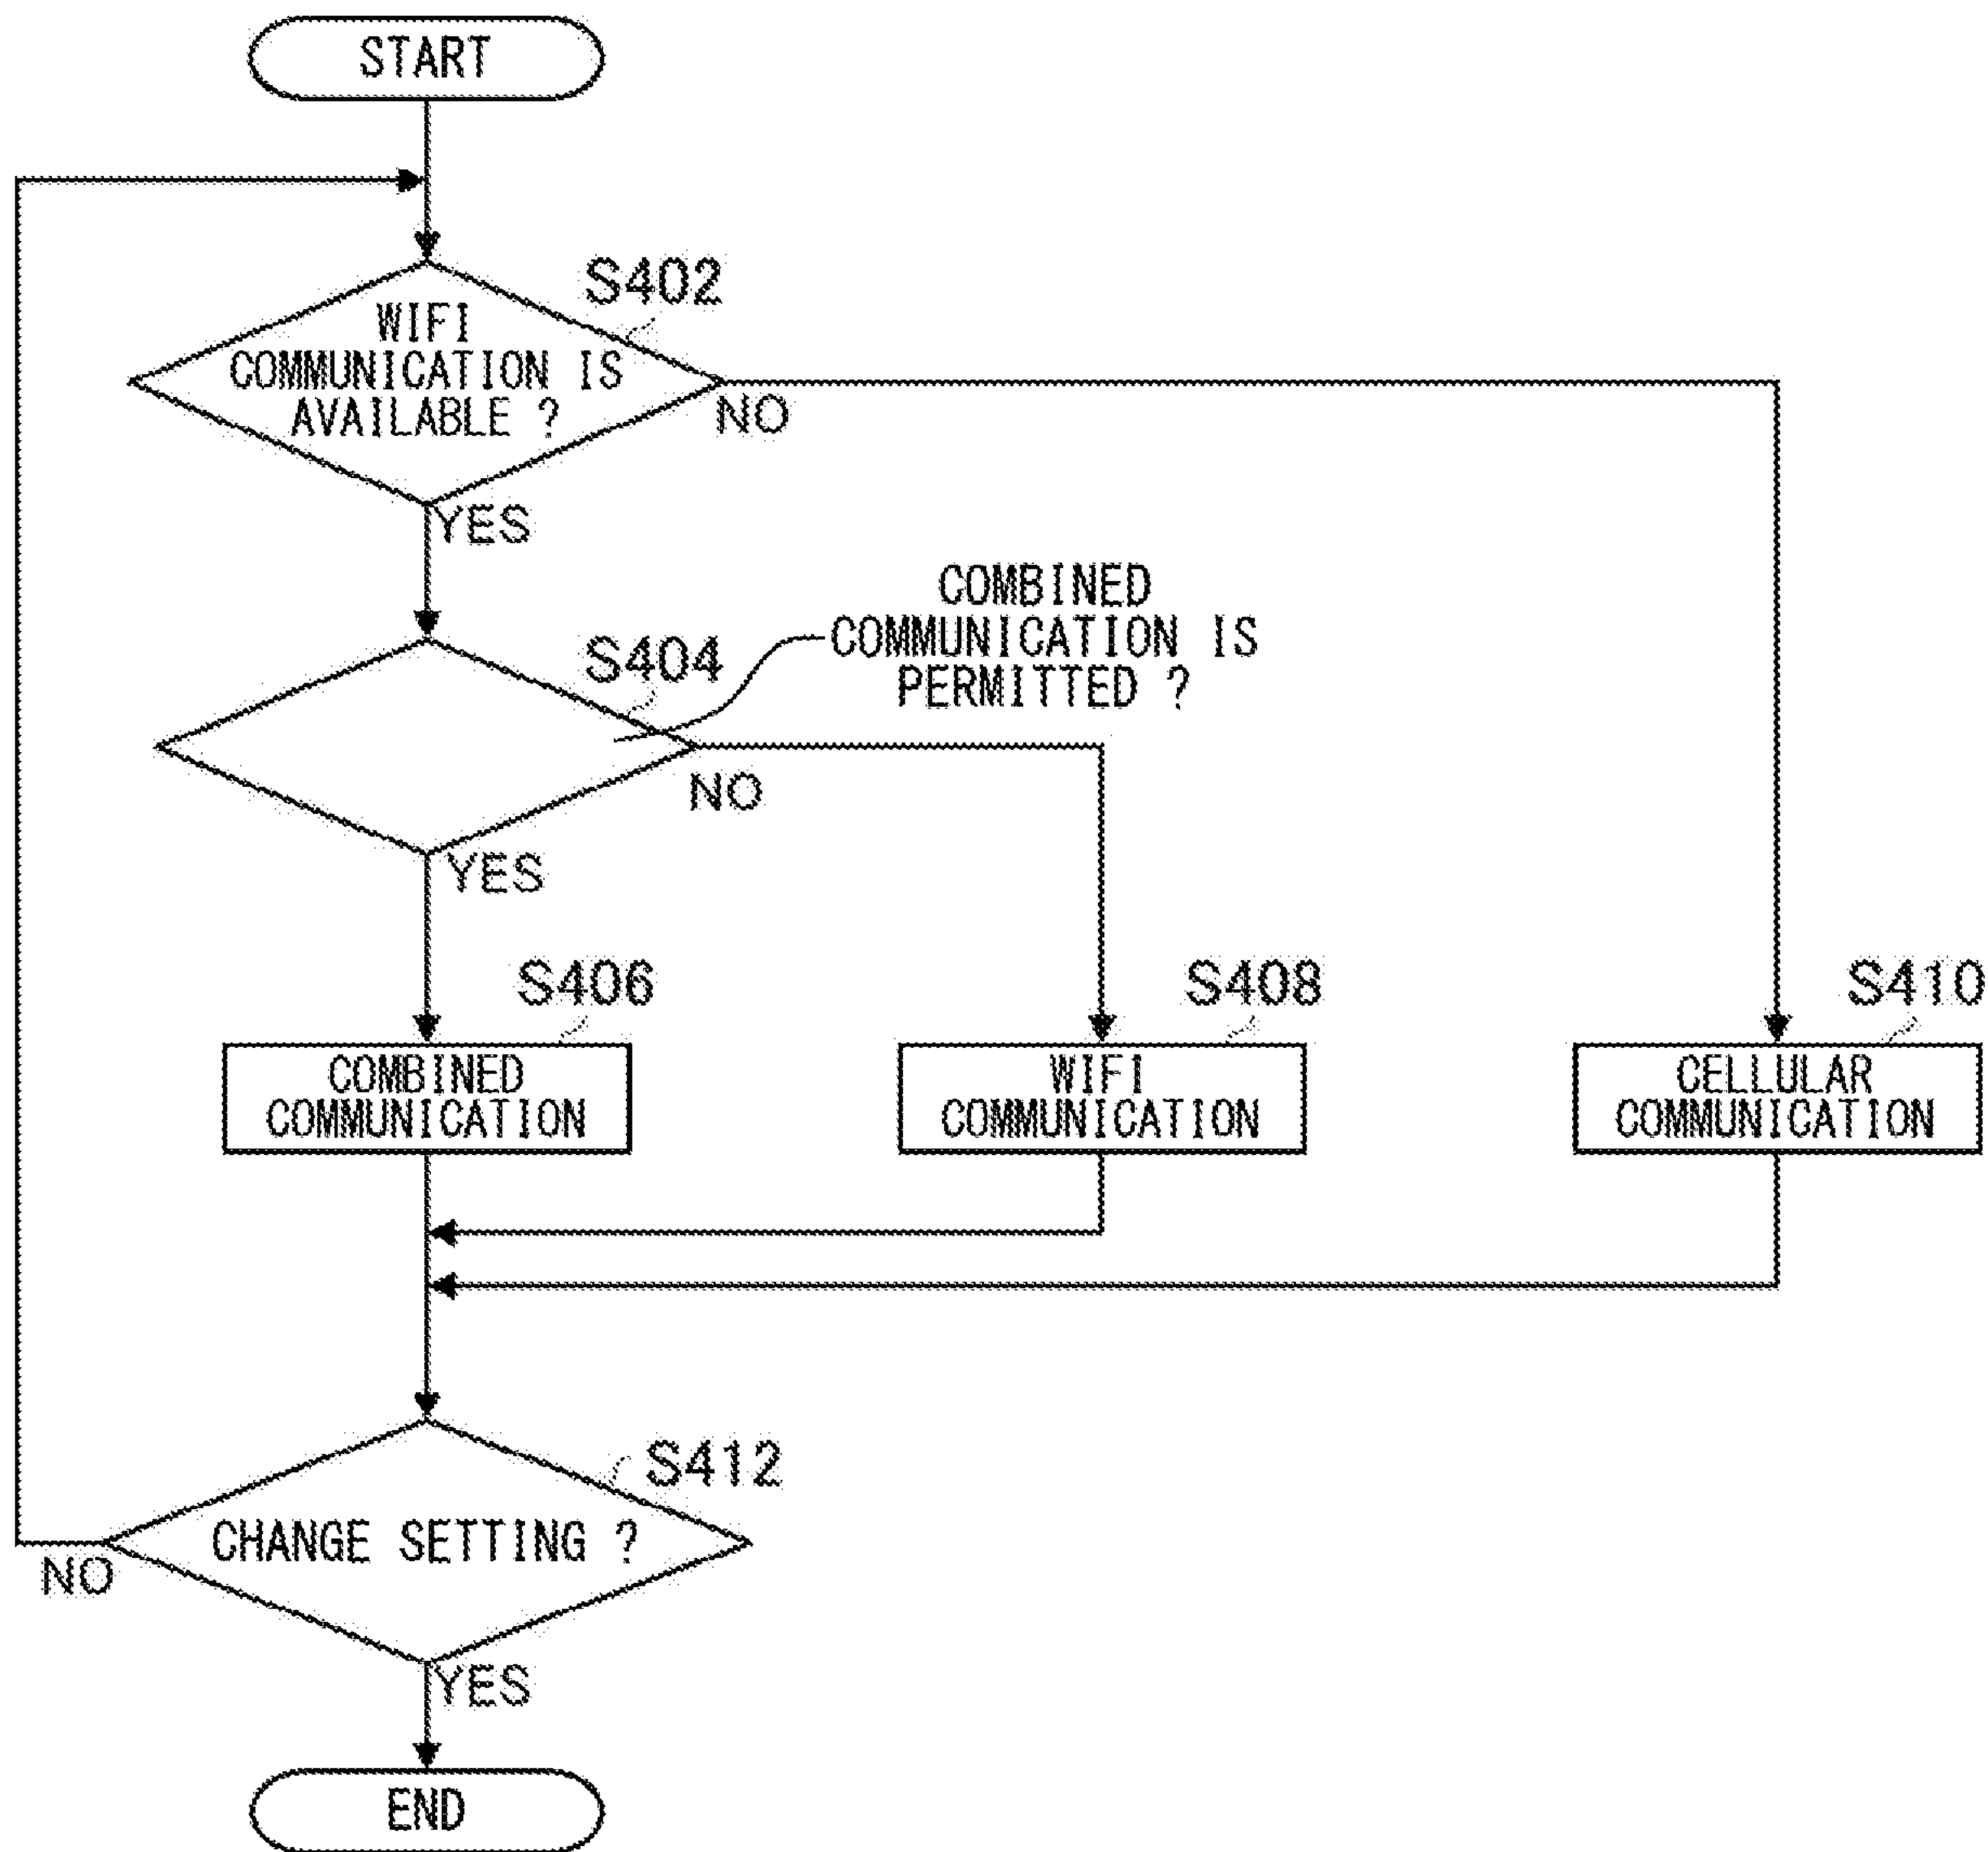 START
S402
WIFI
COMMUNICATION IS
AVAILABLE ?
NO
YES
COMBINED
COMMUNICATION IS
PERMITTED ?
S404
NO
YES
S406
COMBINED
COMMUNICATION
S408
WIFI
COMMUNICATION
S410
CELLULAR
COMMUNICATION
S412
CHANGE SETTING ?
NO
YES
END